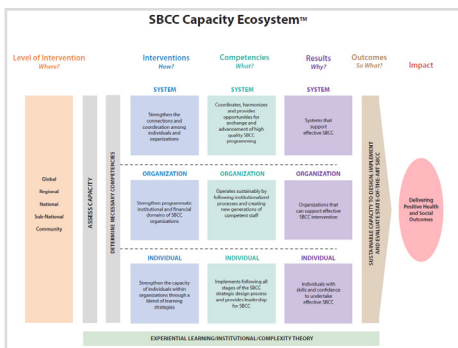 SBCC Capacity Ecosystem™
Level of Intervention
Where?
Interventions
How?
Competencies
What?
Results
Why?
Outcomes
So What?
Impact
Global
Regional
National
Sub-National
Community
ASSESS CAPACITY
DETERMINE NECESSARY COMPETENCIES
SYSTEM
Strengthen the
connections and
coordination among
individuals and
organizations
SYSTEM
Coordinates, harmonizes
and provides
opportunities for
exchange and
advancement of high
quality SBCC
programming
SYSTEM
Systems that
support
effective SBCC
ORGANIZATION
Strengthen programmatic
institutional and financial
domains of SBCC
organizations
ORGANIZATION
Operates sustainably by
following institutionalized
processes and creating
new generations of
competent staff
ORGANIZATION
Organizations that
can support effective
SBCC intervention
INDIVIDUAL
Strengthen the capacity
of individuals within
organizations through a
blend of learning
strategies
INDIVIDUAL
Implements following all
stages of the SBCC
strategic design process
and provides leadership
for SBCC
INDIVIDUAL
Individuals with
skills and confidence
to undertake
effective SBCC
SUSTAINABLE CAPACITY TO DESIGN, IMPLEMENT
AND EVALUATE STATE-OF-THE-ART SBCC
Delivering
Positive Health
and Social
Outcomes
EXPERIENTIAL LEARNING/INSTITUTIONAL/COMPLEXITY THEORY